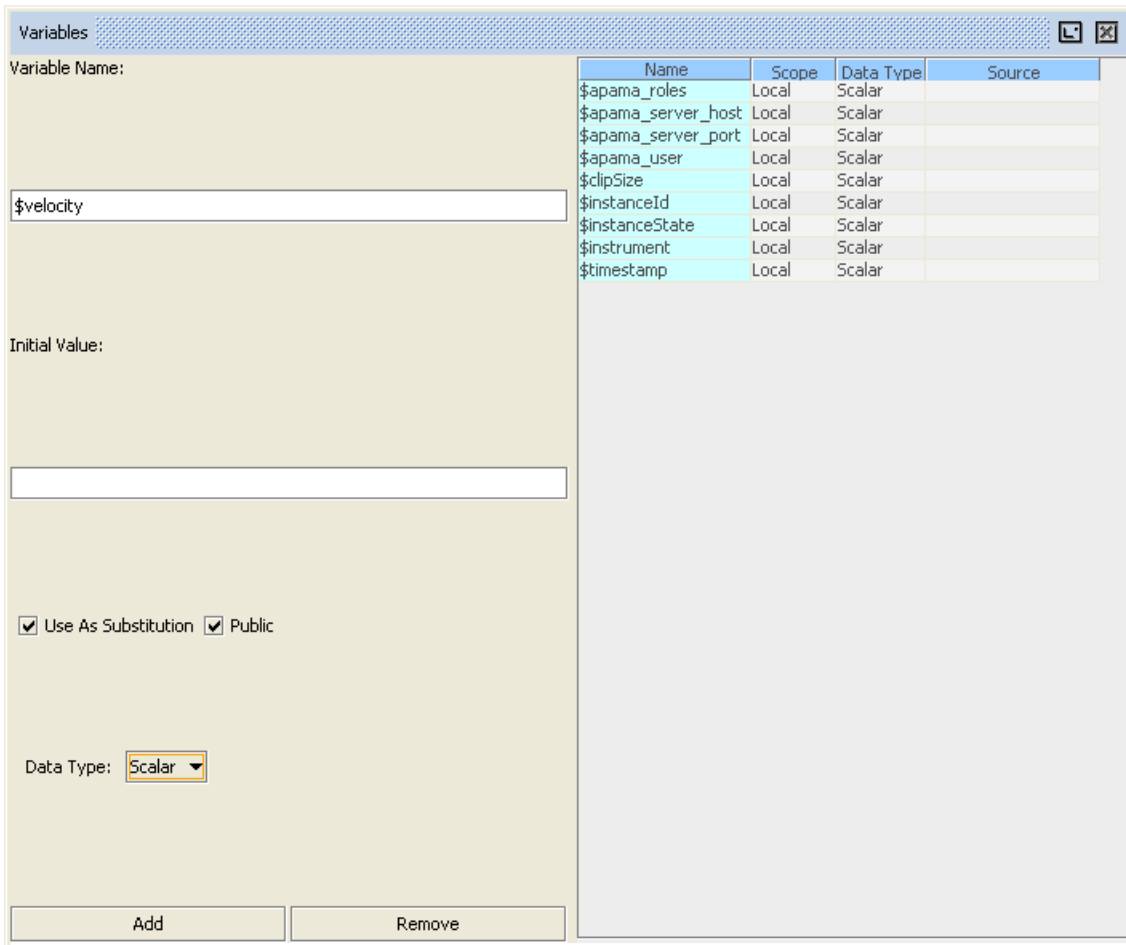 Variables
Variable Name:
$velocity
Initial Value:
Use As Substitution Public
Data Type: Scalar
Add Remove
Name Scope Data Type Source
$apama_roles Local Scalar
$apama_server_host Local Scalar
$apama_server_port Local Scalar
$apama_user Local Scalar
$clipSize Local Scalar
$instanceId Local Scalar
$instanceState Local Scalar
$instrument Local Scalar
$timestamp Local Scalar